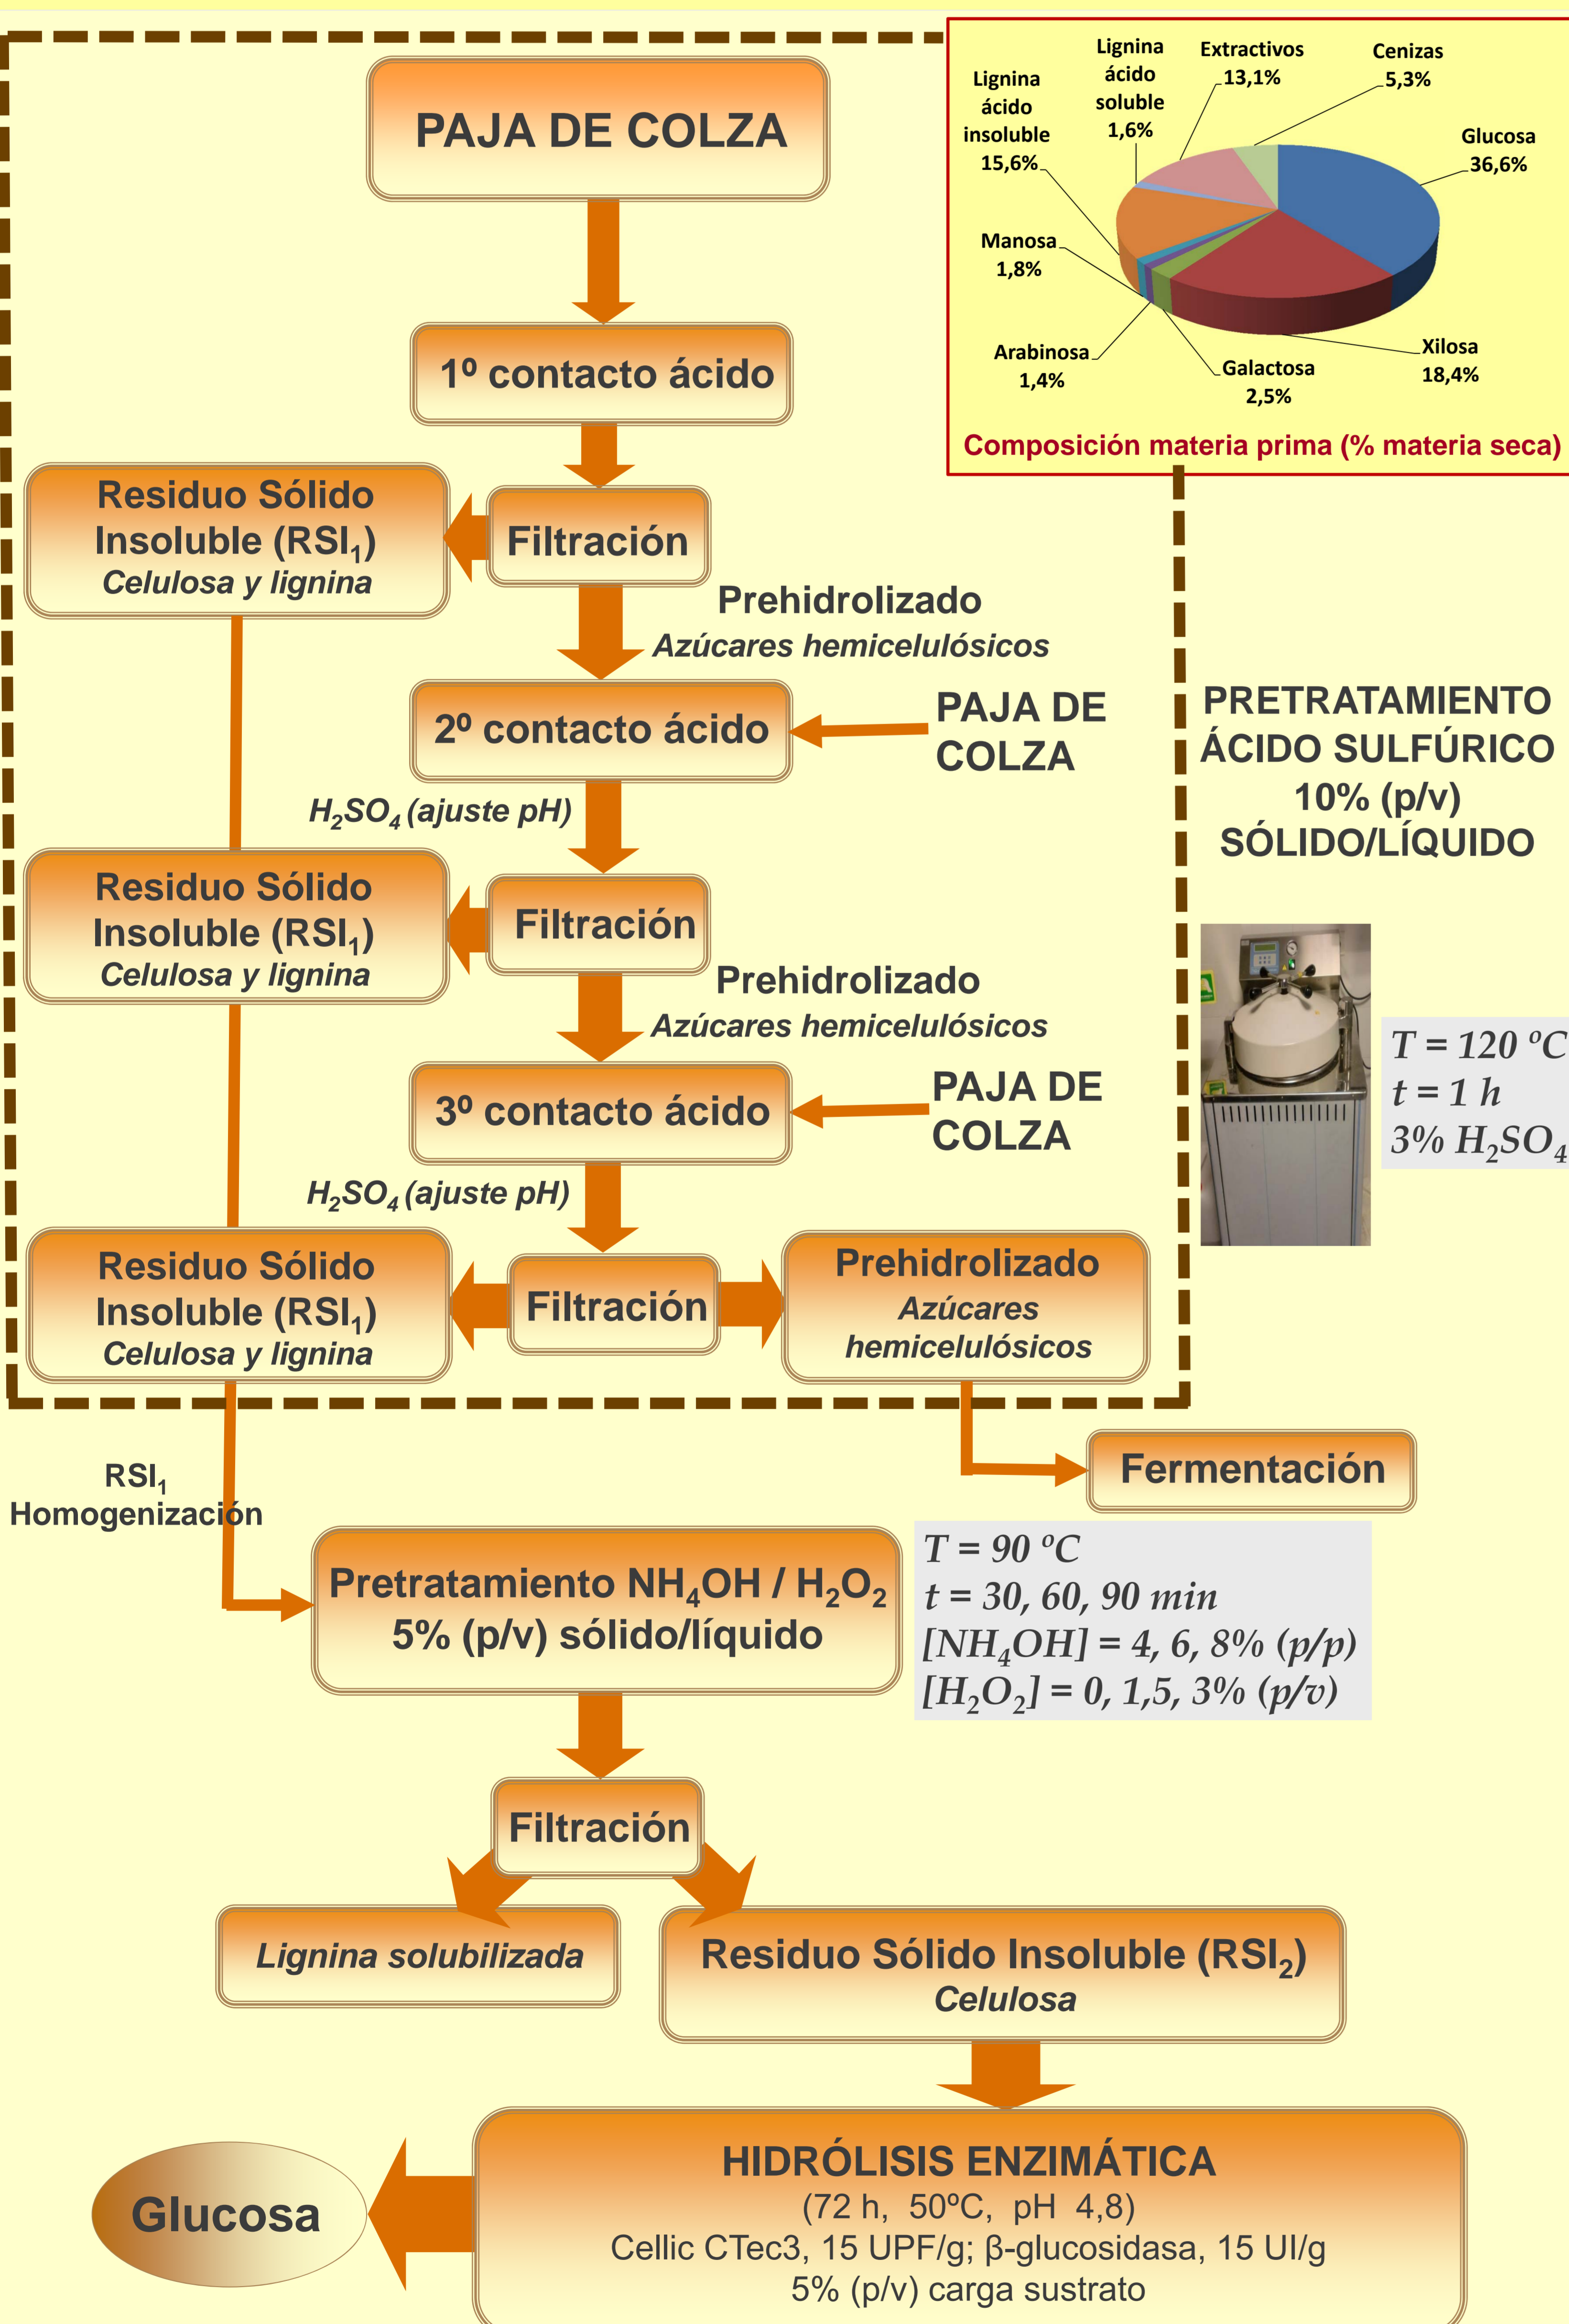 PAJA DE COLZA
Lignina
ácido
insoluble
15,6%
Lignina
ácido
soluble
1,6%
Extractivos
13,1%
Cenizas
5,3%
Glucosa
36,6%
Manosa
1,8%
Arabinosa
1,4%
Galactosa
2,5%
Xilosa
18,4%
Composición materia prima (% materia seca)
1º contacto ácido
Residuo Sólido
Insoluble (RSI₁)
Celulosa y lignina
Filtración
Prehidrolizado
Azúcares hemicelulósicos
2º contacto ácido
PAJA DE
COLZA
H₂SO₄ (ajuste pH)
Residuo Sólido
Insoluble (RSI₁)
Celulosa y lignina
Filtración
Prehidrolizado
Azúcares hemicelulósicos
3º contacto ácido
PAJA DE
COLZA
H₂SO₄ (ajuste pH)
Residuo Sólido
Insoluble (RSI₁)
Celulosa y lignina
Filtración
Prehidrolizado
Azúcares
hemicelulósicos
PRETRATAMIENTO
ÁCIDO SULFÚRICO
10% (p/v)
SÓLIDO/LÍQUIDO
T = 120 ºC
t = 1 h
3% H₂SO₄
Fermentación
RSI₁
Homogenización
Pretratamiento NH₄OH / H₂O₂
5% (p/v) sólido/líquido
T = 90 ºC
t = 30, 60, 90 min
[NH₄OH] = 4, 6, 8% (p/p)
[H₂O₂] = 0, 1,5, 3% (p/v)
Filtración
Lignina solubilizada
Residuo Sólido Insoluble (RSI₂)
Celulosa
HIDRÓLISIS ENZIMÁTICA
(72 h, 50ºC, pH 4,8)
Cellic CTec3, 15 UPF/g; β-glucosidasa, 15 UI/g
5% (p/v) carga sustrato
Glucosa